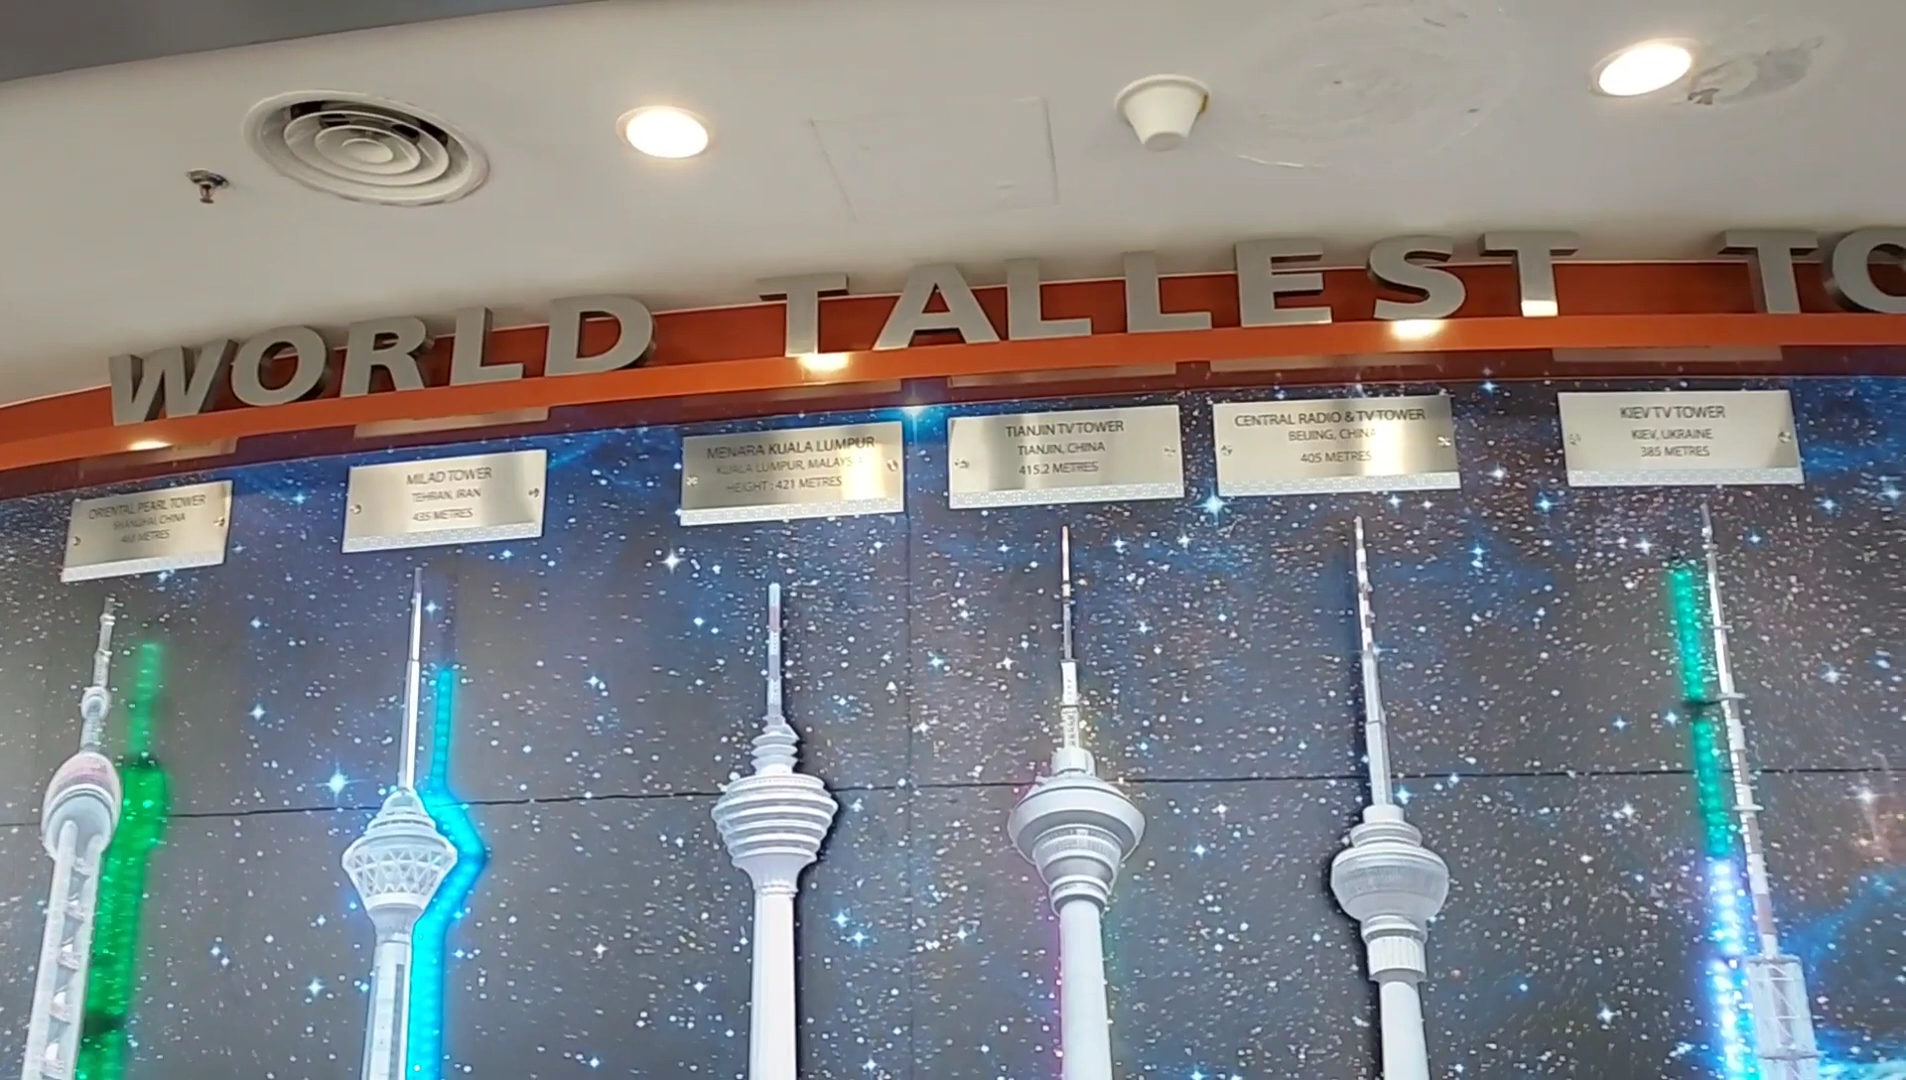 WORLD TALLEST TO
ORIENTAL PEARL TOWER
SHANGHAI, CHINA
468 METRES
MILAD TOWER
TEHRAN, IRAN
435 METRES
MENARA KUALA LUMPUR
KUALA LUMPUR, MALAYSIA
HEIGHT : 421 METRES
TIANJIN TV TOWER
TIANJIN, CHINA
415.2 METRES
CENTRAL RADIO & TV TOWER
BEIJING, CHINA
405 METRES
KIEV TV TOWER
KIEV, UKRAINE
385 METRES